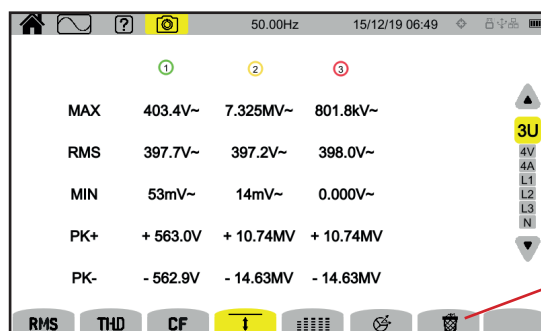 ? 50.00Hz 15/12/19 06:49
1 2 3
MAX 403.4V~ 7.325MV~ 801.8kV~
RMS 397.7V~ 397.2V~ 398.0V~
MIN 53mV~ 14mV~ 0.000V~
PK+ + 563.0V + 10.74MV + 10.74MV
PK- - 562.9V - 14.63MV - 14.63MV
3U
4V
4A
L1
L2
L3
N
RMS THD CF